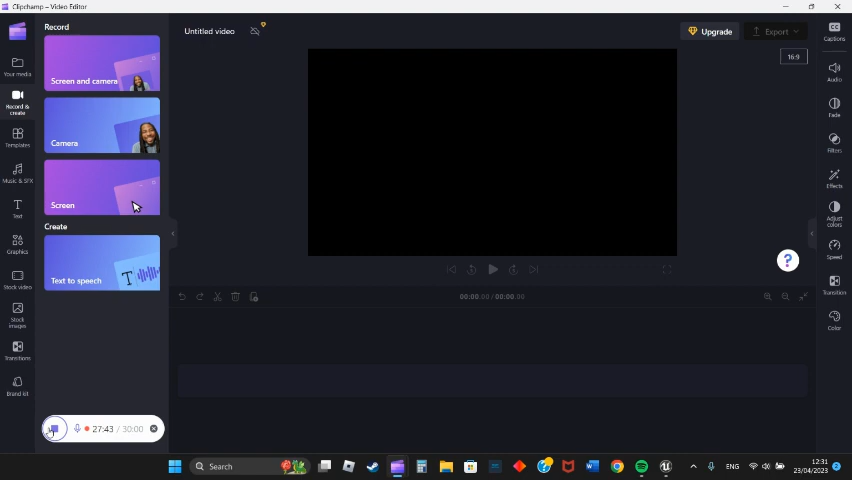 Clipchamp – Video Editor
Your media
Record & create
Templates
Music & SFX
Text
Graphics
Stock video
Stock images
Transitions
Brand kit
Record
Screen and camera
Camera
Screen
Create
Text to speech
T
27:43 / 30:00
Untitled video
Upgrade
Export
16:9
?
00:00.00 / 00:00.00
Captions
Audio
Fade
Filters
Effects
Adjust colors
Speed
Transition
Color
Search
ENG
12:31
23/04/2023
2